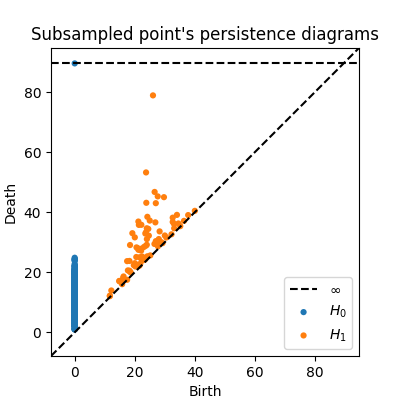 Subsampled point's persistence diagrams
Death
80
60
40
20
0
0 20 40 60 80
Birth
∞
H₀
H₁